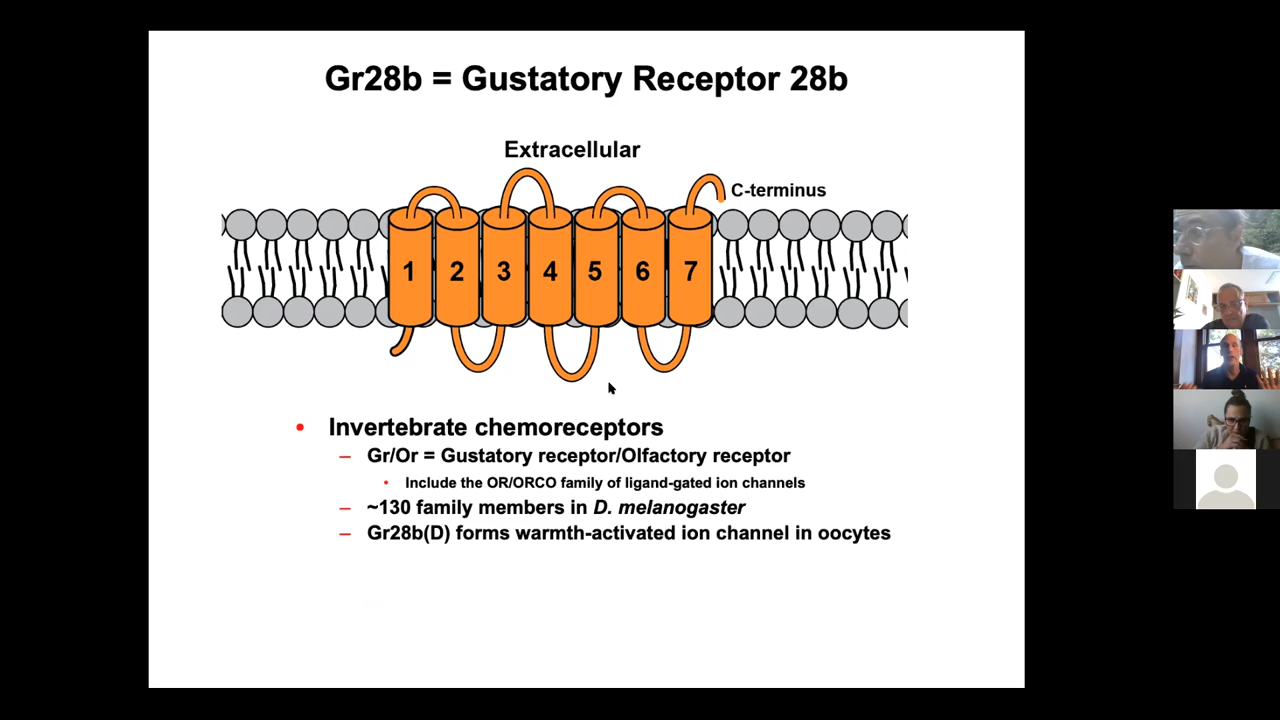 Gr28b = Gustatory Receptor 28b
Extracellular
C-terminus
1 2 3 4 5 6 7
• Invertebrate chemoreceptors
– Gr/Or = Gustatory receptor/Olfactory receptor
• Include the OR/ORCO family of ligand-gated ion channels
– ~130 family members in D. melanogaster
– Gr28b(D) forms warmth-activated ion channel in oocytes